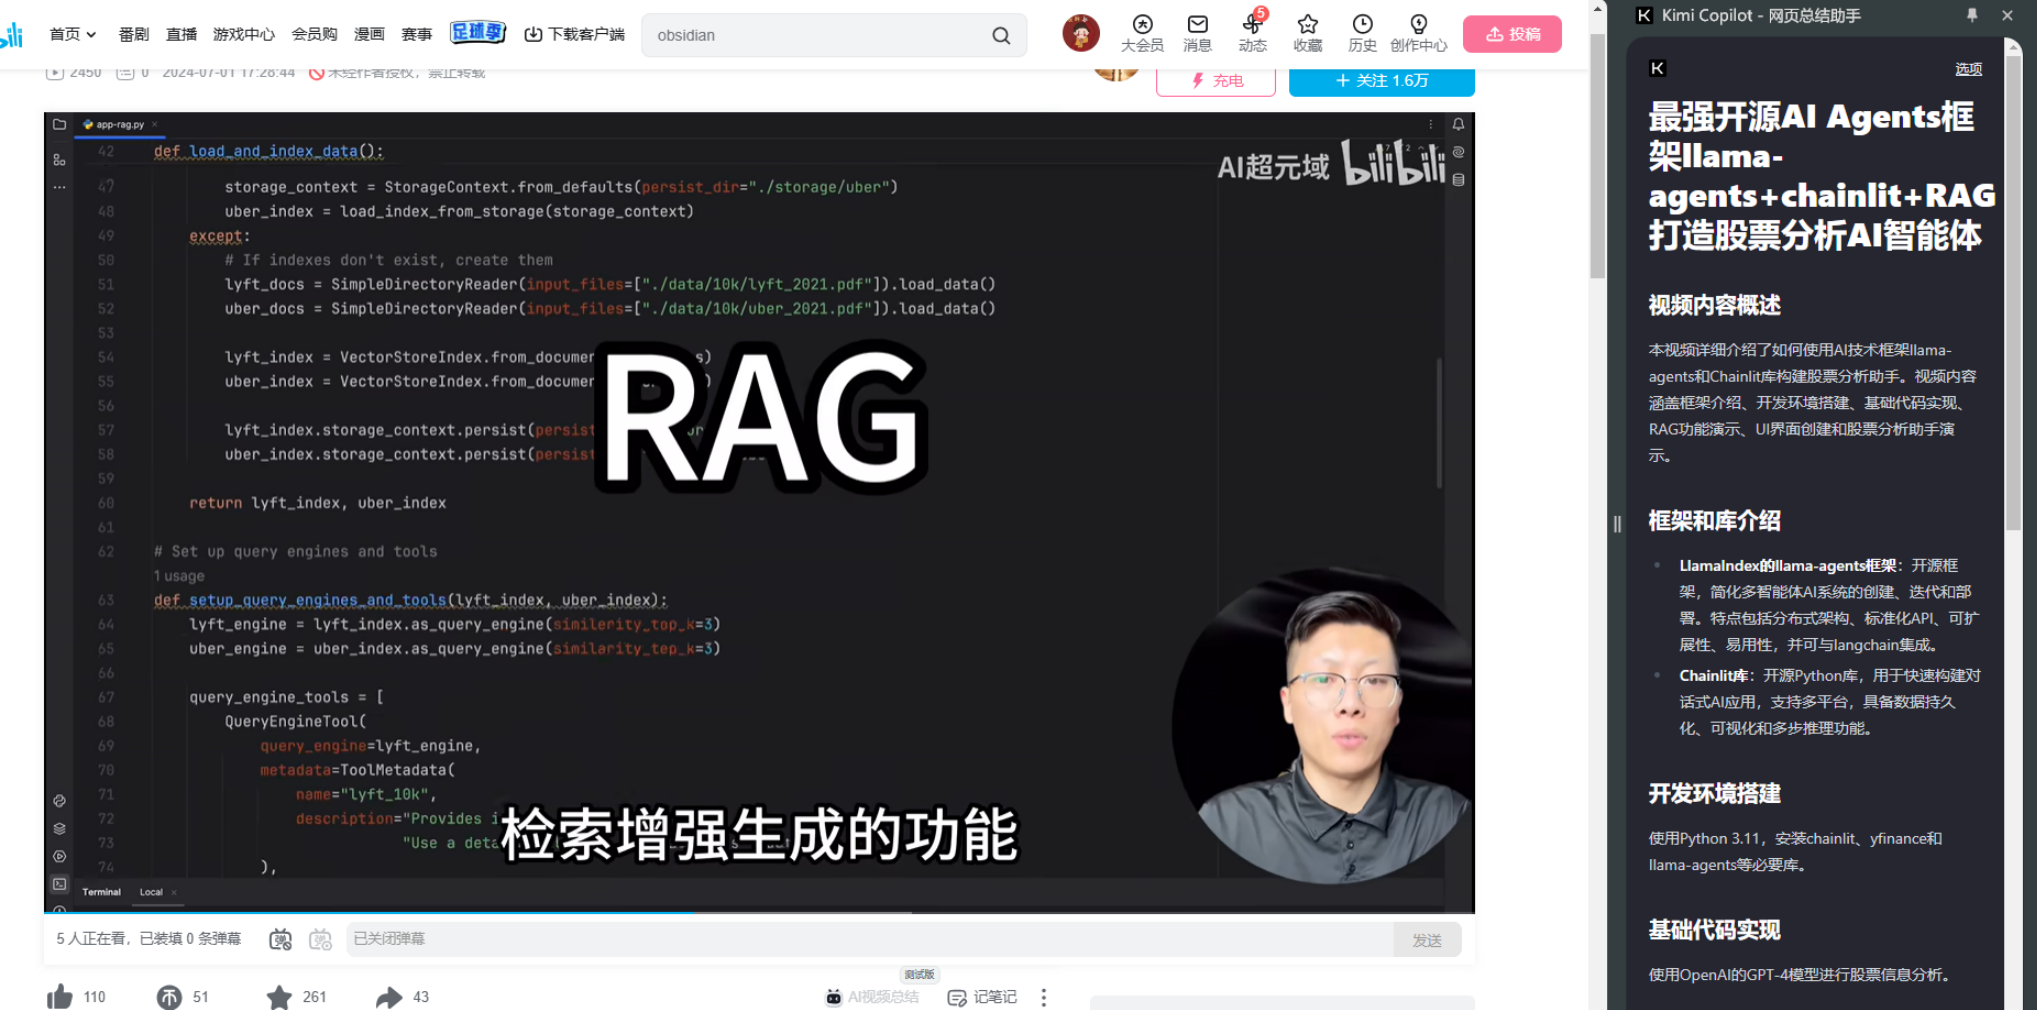 首页
番剧
直播
游戏中心
会员购
漫画
赛事
足球季
下载客户端
obsidian
大会员
消息
5
动态
收藏
历史
创作中心
投稿
2450
0
2024-07-01 17:28:44
未经作者授权，禁止转载
充电
+ 关注 1.6万
app-rag.py
AI超元域 bilibili
42 def load_and_index_data():
47 storage_context = StorageContext.from_defaults(persist_dir="./storage/uber")
48 uber_index = load_index_from_storage(storage_context)
49 except:
50 # If indexes don't exist, create them
51 lyft_docs = SimpleDirectoryReader(input_files=["./data/10k/lyft_2021.pdf"]).load_data()
52 uber_docs = SimpleDirectoryReader(input_files=["./data/10k/uber_2021.pdf"]).load_data()
53
54 lyft_index = VectorStoreIndex.from_documen s)
55 uber_index = VectorStoreIndex.from_documen )
56
57 lyft_index.storage_context.persist(persist
58 uber_index.storage_context.persist(persist
59
60 return lyft_index, uber_index
61
62 # Set up query engines and tools
1 usage
63 def setup_query_engines_and_tools(lyft_index, uber_index):
64 lyft_engine = lyft_index.as_query_engine(similarity_top_k=3)
65 uber_engine = uber_index.as_query_engine(similarity_top_k=3)
66
67 query_engine_tools = [
68 QueryEngineTool(
69 query_engine=lyft_engine,
70 metadata=ToolMetadata(
71 name="lyft_10k",
72 description="Provides i
73 "Use a deta
74 ),
RAG
检索增强生成的功能
Terminal
Local
5 人正在看，已装填 0 条弹幕
已关闭弹幕
发送
110
51
261
43
测试版
AI视频总结
记笔记
Kimi Copilot - 网页总结助手
选项
最强开源AI Agents框
架llama-
agents+chainlit+RAG
打造股票分析AI智能体
视频内容概述
本视频详细介绍了如何使用AI技术框架llama-
agents和Chainlit库构建股票分析助手。视频内容
涵盖框架介绍、开发环境搭建、基础代码实现、
RAG功能演示、UI界面创建和股票分析助手演
示。
框架和库介绍
LlamaIndex的llama-agents框架：开源框
架，简化多智能体AI系统的创建、迭代和部
署。特点包括分布式架构、标准化API、可扩
展性、易用性，并可与langchain集成。
Chainlit库：开源Python库，用于快速构建对
话式AI应用，支持多平台，具备数据持久
化、可视化和多步推理功能。
开发环境搭建
使用Python 3.11，安装chainlit、yfinance和
llama-agents等必要库。
基础代码实现
使用OpenAI的GPT-4模型进行股票信息分析。